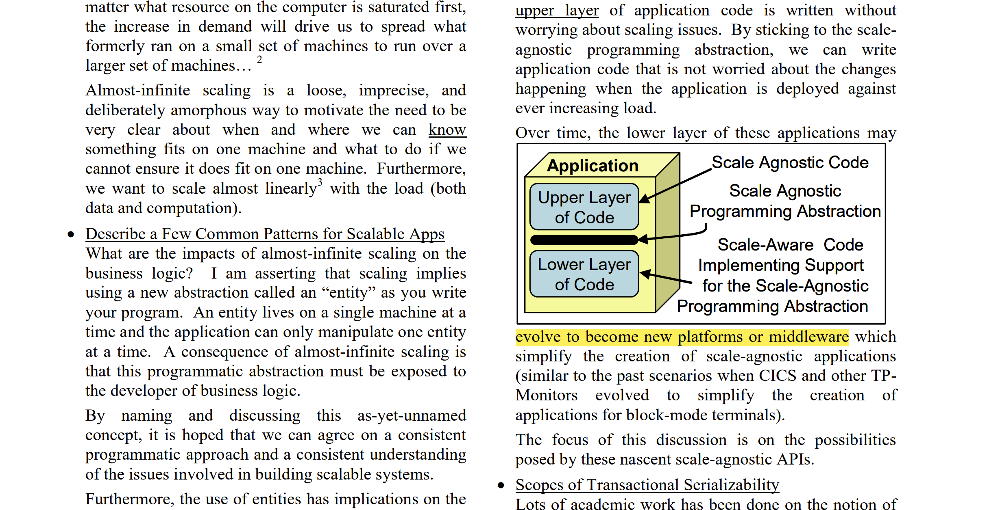 matter what resource on the computer is saturated first,
the increase in demand will drive us to spread what
formerly ran on a small set of machines to run over a
larger set of machines… 2
Almost-infinite scaling is a loose, imprecise, and
deliberately amorphous way to motivate the need to be
very clear about when and where we can know
something fits on one machine and what to do if we
cannot ensure it does fit on one machine. Furthermore,
we want to scale almost linearly3 with the load (both
data and computation).
• Describe a Few Common Patterns for Scalable Apps
What are the impacts of almost-infinite scaling on the
business logic? I am asserting that scaling implies
using a new abstraction called an “entity” as you write
your program. An entity lives on a single machine at a
time and the application can only manipulate one entity
at a time. A consequence of almost-infinite scaling is
that this programmatic abstraction must be exposed to
the developer of business logic.
By naming and discussing this as-yet-unnamed
concept, it is hoped that we can agree on a consistent
programmatic approach and a consistent understanding
of the issues involved in building scalable systems.
Furthermore, the use of entities has implications on the
upper layer of application code is written without
worrying about scaling issues. By sticking to the scale-
agnostic programming abstraction, we can write
application code that is not worried about the changes
happening when the application is deployed against
ever increasing load.
Over time, the lower layer of these applications may
Application
Upper Layer
of Code
Lower Layer
of Code
Scale Agnostic Code
Scale Agnostic
Programming Abstraction
Scale-Aware Code
Implementing Support
for the Scale-Agnostic
Programming Abstraction
evolve to become new platforms or middleware which
simplify the creation of scale-agnostic applications
(similar to the past scenarios when CICS and other TP-
Monitors evolved to simplify the creation of
applications for block-mode terminals).
The focus of this discussion is on the possibilities
posed by these nascent scale-agnostic APIs.
• Scopes of Transactional Serializability
Lots of academic work has been done on the notion of